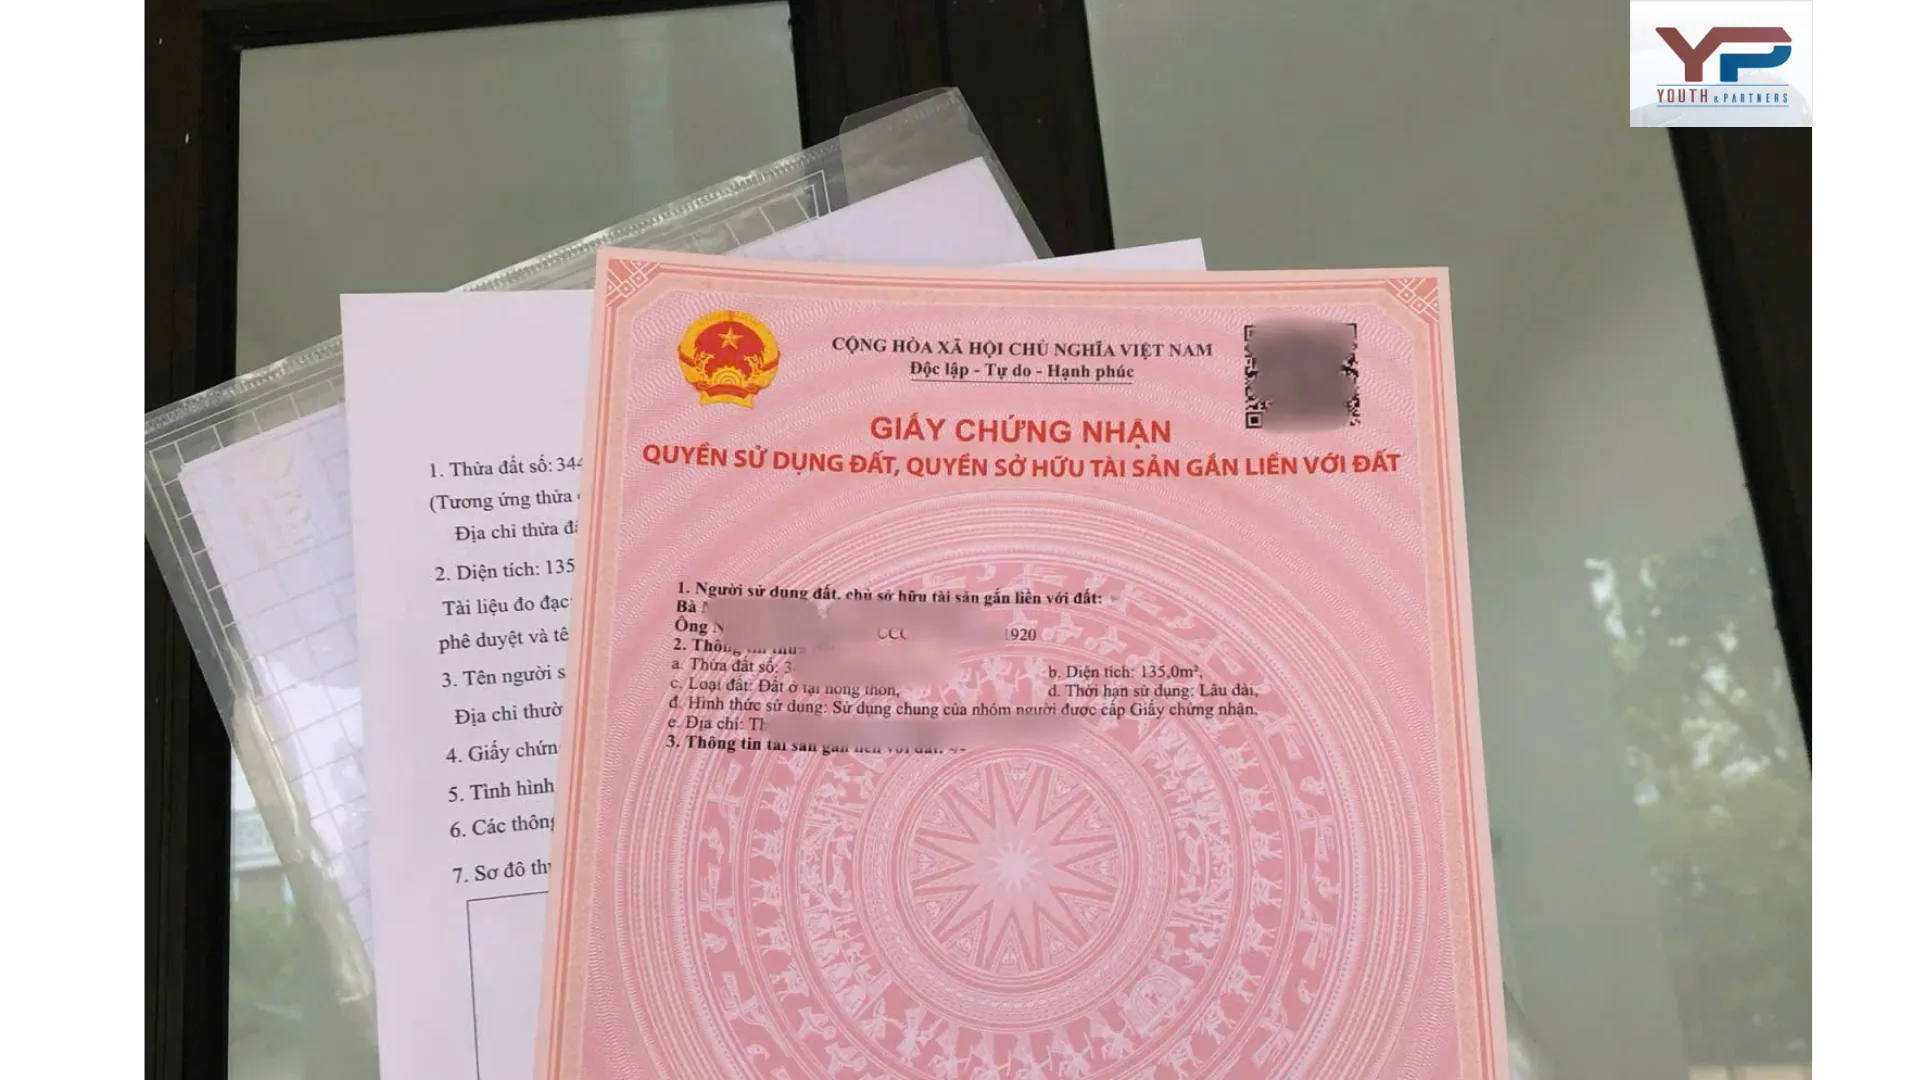 YP
YOUTH & PARTNERS
CỘNG HÒA XÃ HỘI CHỦ NGHĨA VIỆT NAM
Độc lập - Tự do - Hạnh phúc
GIẤY CHỨNG NHẬN
QUYỀN SỬ DỤNG ĐẤT, QUYỀN SỞ HỮU TÀI SẢN GẮN LIỀN VỚI ĐẤT
1. Người sử dụng đất, chủ sở hữu tài sản gắn liền với đất:
Bà
Ông
1920
2. Thông tin thửa
a. Thửa đất số: 3
b. Diện tích: 135,0m²,
c. Loại đất: Đất ở tại nông thôn,
d. Thời hạn sử dụng: Lâu dài,
đ. Hình thức sử dụng: Sử dụng chung của nhóm người được cấp Giấy chứng nhận,
e. Địa chỉ: Th
3. Thông tin tài sản gắn liền với đất:
1. Thửa đất số: 344
(Tương ứng thửa
Địa chỉ thửa
2. Diện tích: 135
Tài liệu đo đạc
phê duyệt và
3. Tên người
Địa chỉ
4. Giấy
5. Tình hình
6. Các
7. Sơ đồ